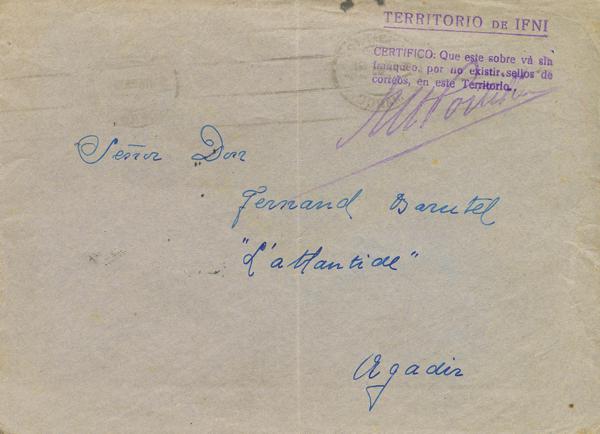 TERRITORIO DE IFNI
CERTIFICO: Que este sobre vá sin
franqueo, por no existir sellos de
correos, en este Territorio.
Señor Don
Fernand Barutel
"L'atlantide"
Agadir